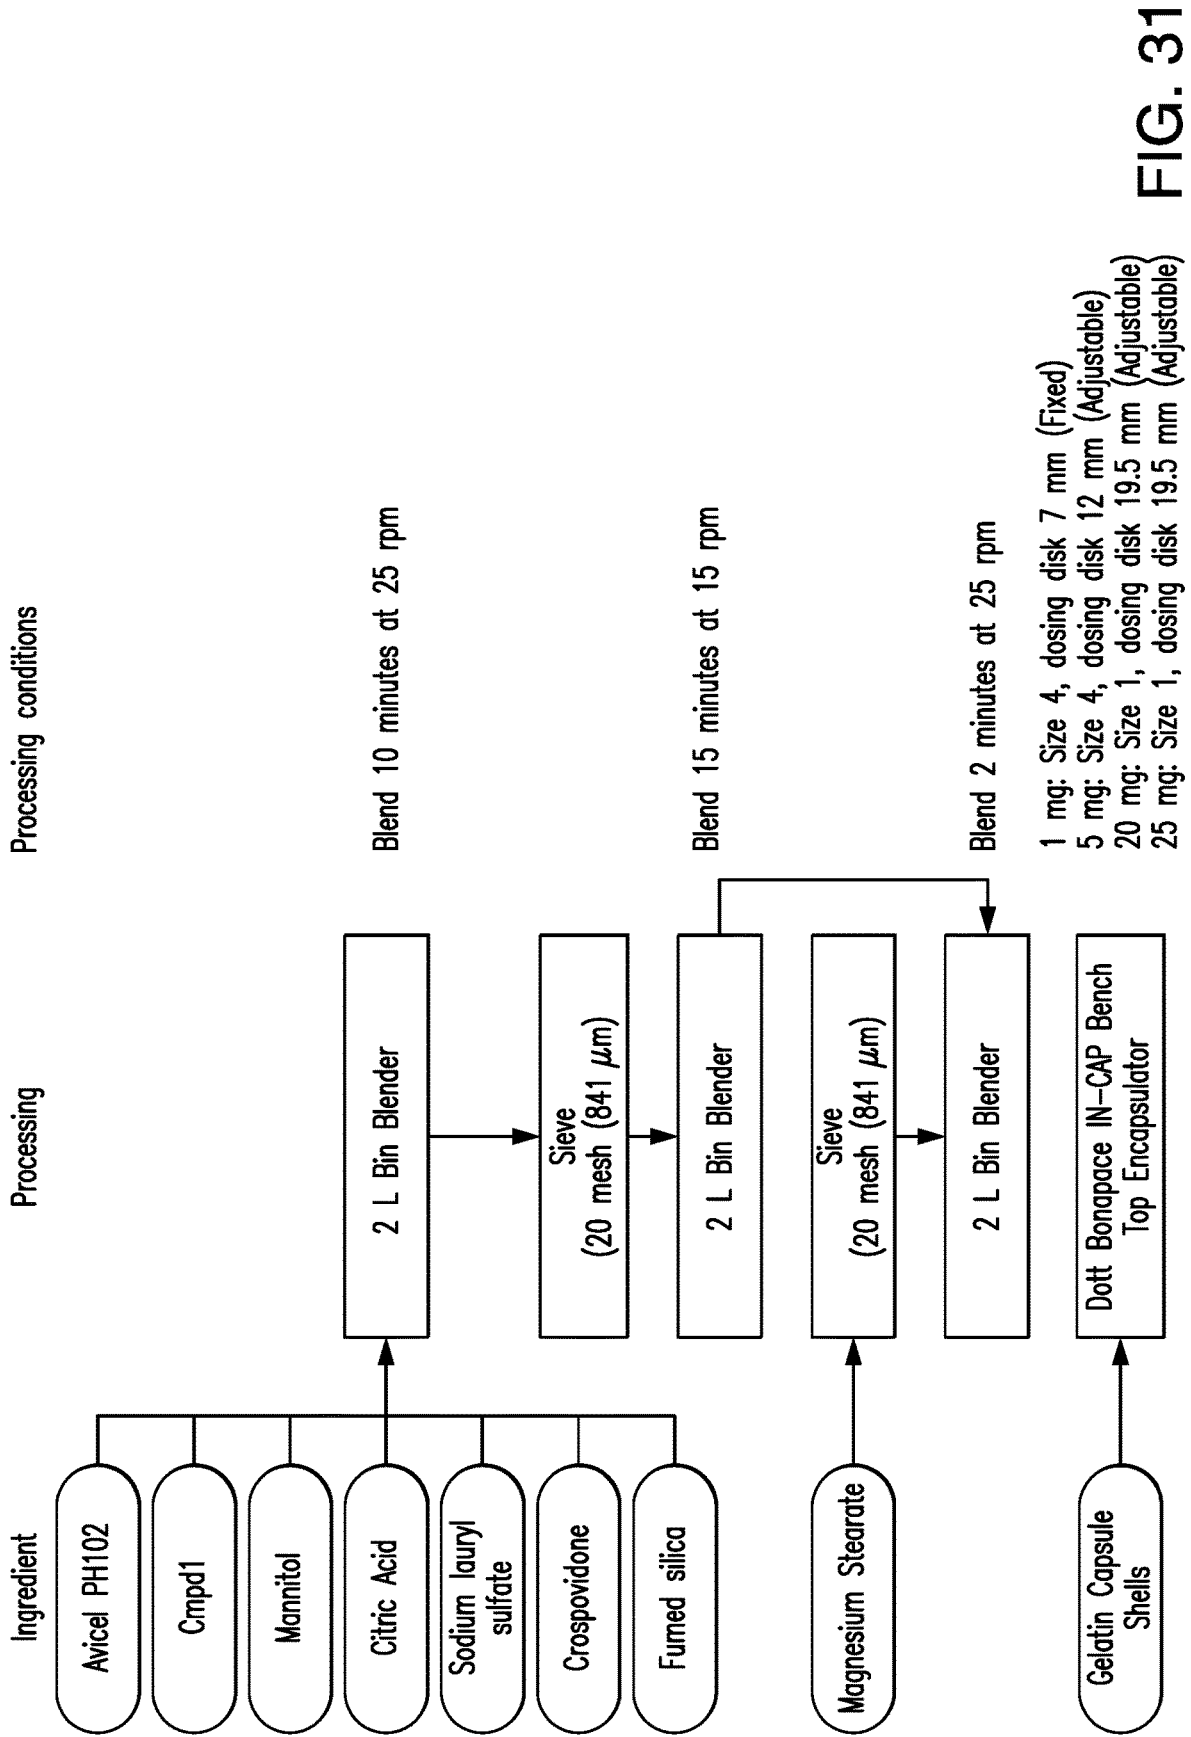 Ingredient
Processing
Processing conditions
Avicel PH102
Cmpd1
Mannitol
Citric Acid
Sodium lauryl
sulfate
Crospovidone
Fumed silica
2 L Bin Blender
Blend 10 minutes at 25 rpm
Sieve
(20 mesh (841 μm)
2 L Bin Blender
Blend 15 minutes at 15 rpm
Magnesium Stearate
Sieve
(20 mesh (841 μm)
2 L Bin Blender
Blend 2 minutes at 25 rpm
Gelatin Capsule
Shells
Dott Bonapace IN-CAP Bench
Top Encapsulator
1 mg: Size 4, dosing disk 7 mm (Fixed)
5 mg: Size 4, dosing disk 12 mm (Adjustable)
20 mg: Size 1, dosing disk 19.5 mm (Adjustable)
25 mg: Size 1, dosing disk 19.5 mm (Adjustable)
FIG. 31